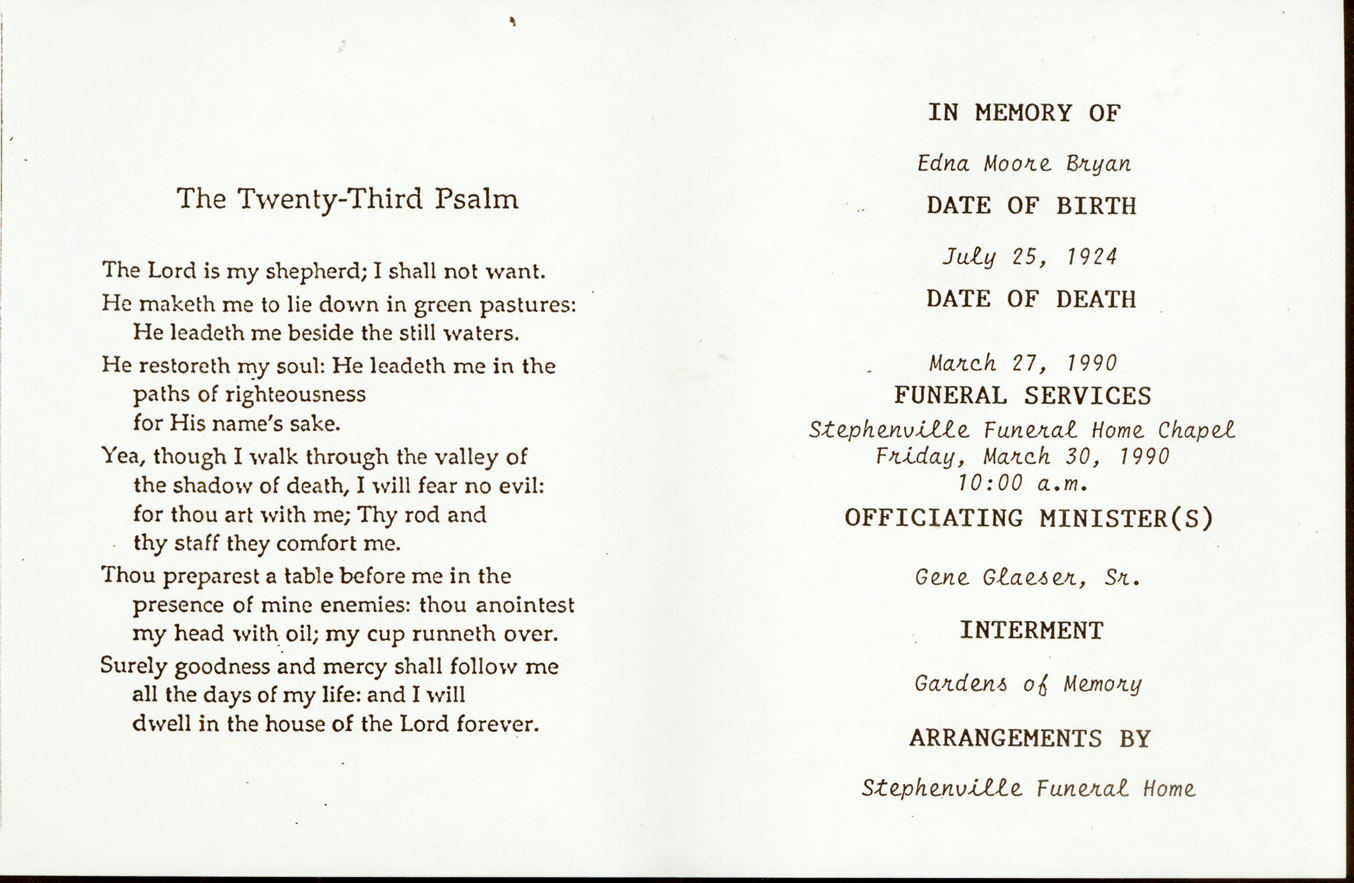 The Twenty-Third Psalm
The Lord is my shepherd; I shall not want.
He maketh me to lie down in green pastures:
He leadeth me beside the still waters.
He restoreth my soul: He leadeth me in the
paths of righteousness
for His name's sake.
Yea, though I walk through the valley of
the shadow of death, I will fear no evil:
for thou art with me; Thy rod and
thy staff they comfort me.
Thou preparest a table before me in the
presence of mine enemies: thou anointest
my head with oil; my cup runneth over.
Surely goodness and mercy shall follow me
all the days of my life: and I will
dwell in the house of the Lord forever.
IN MEMORY OF
Edna Moore Bryan
DATE OF BIRTH
July 25, 1924
DATE OF DEATH
March 27, 1990
FUNERAL SERVICES
Stephenville Funeral Home Chapel
Friday, March 30, 1990
10:00 a.m.
OFFICIATING MINISTER(S)
Gene Glaeser, Sr.
INTERMENT
Gardens of Memory
ARRANGEMENTS BY
Stephenville Funeral Home